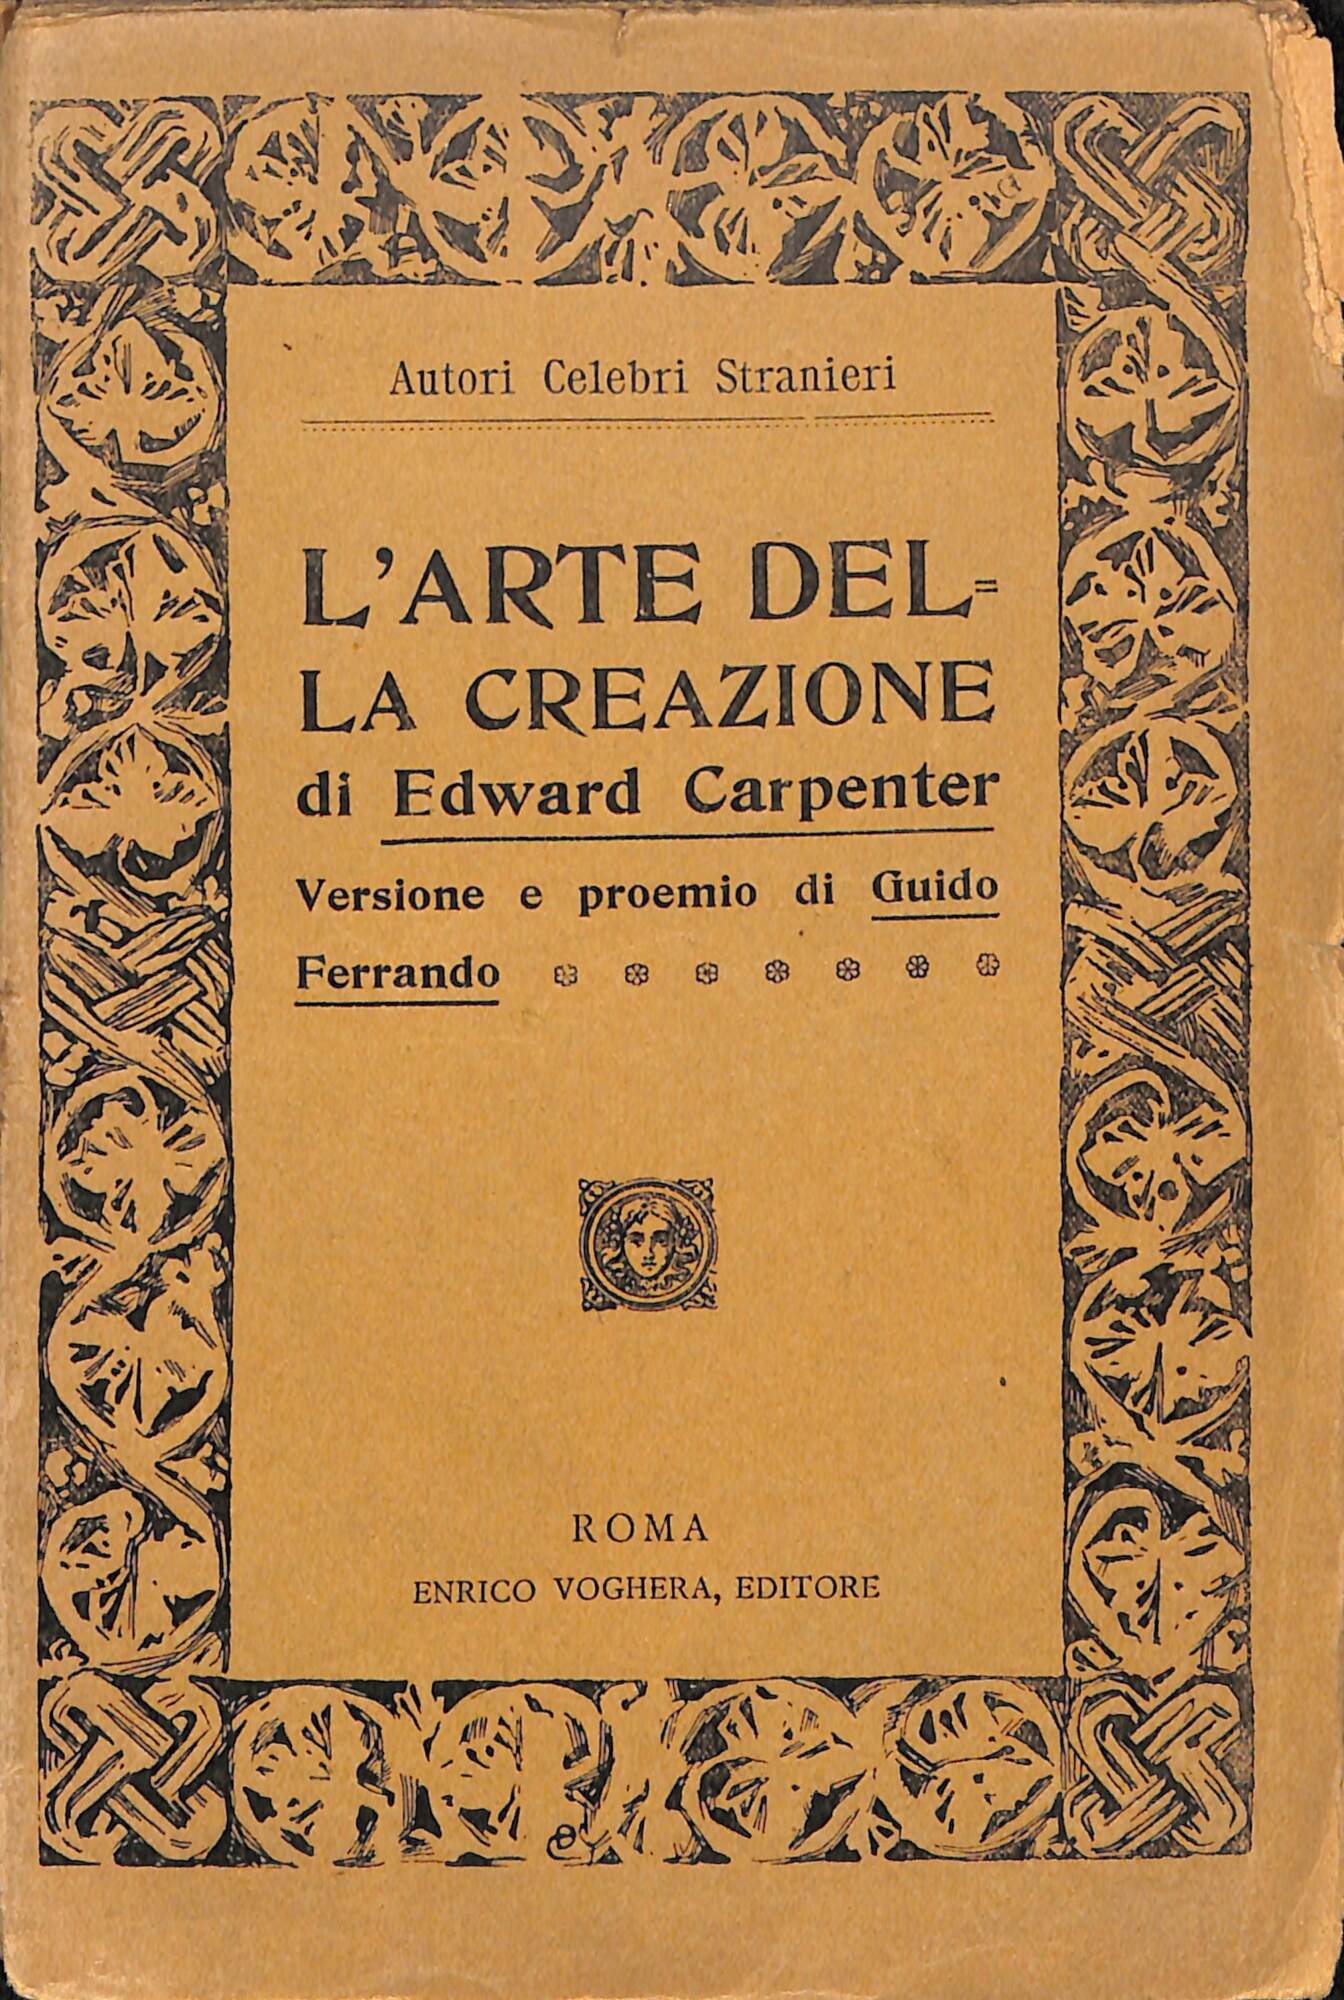 Autori Celebri Stranieri
L'ARTE DEL=
LA CREAZIONE
di Edward Carpenter
Versione e proemio di Guido
Ferrando
ROMA
ENRICO VOGHERA, EDITORE